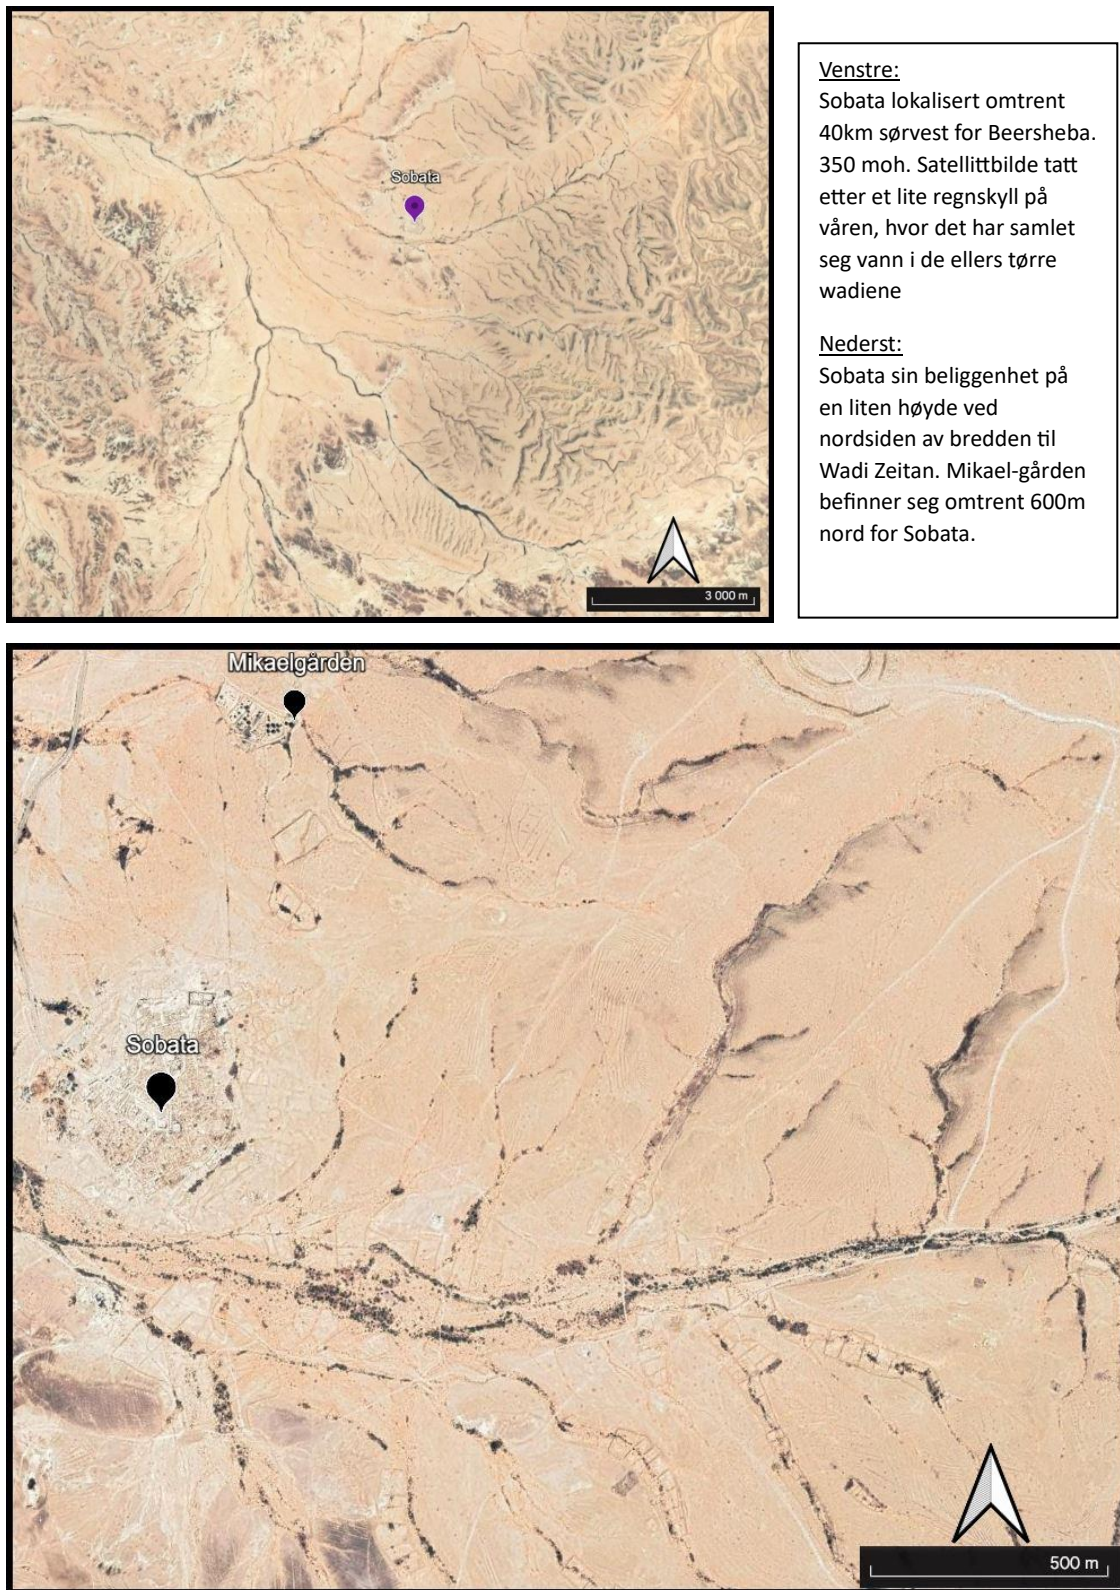 Sobata
3 000 m
Venstre:
Sobata lokalisert omtrent
40km sørvest for Beersheba.
350 moh. Satellittbilde tatt
etter et lite regnskyll på
våren, hvor det har samlet
seg vann i de ellers tørre
wadiene
Nederst:
Sobata sin beliggenhet på
en liten høyde ved
nordsiden av bredden til
Wadi Zeitan. Mikael-gården
befinner seg omtrent 600m
nord for Sobata.
Mikaelgården
Sobata
500 m